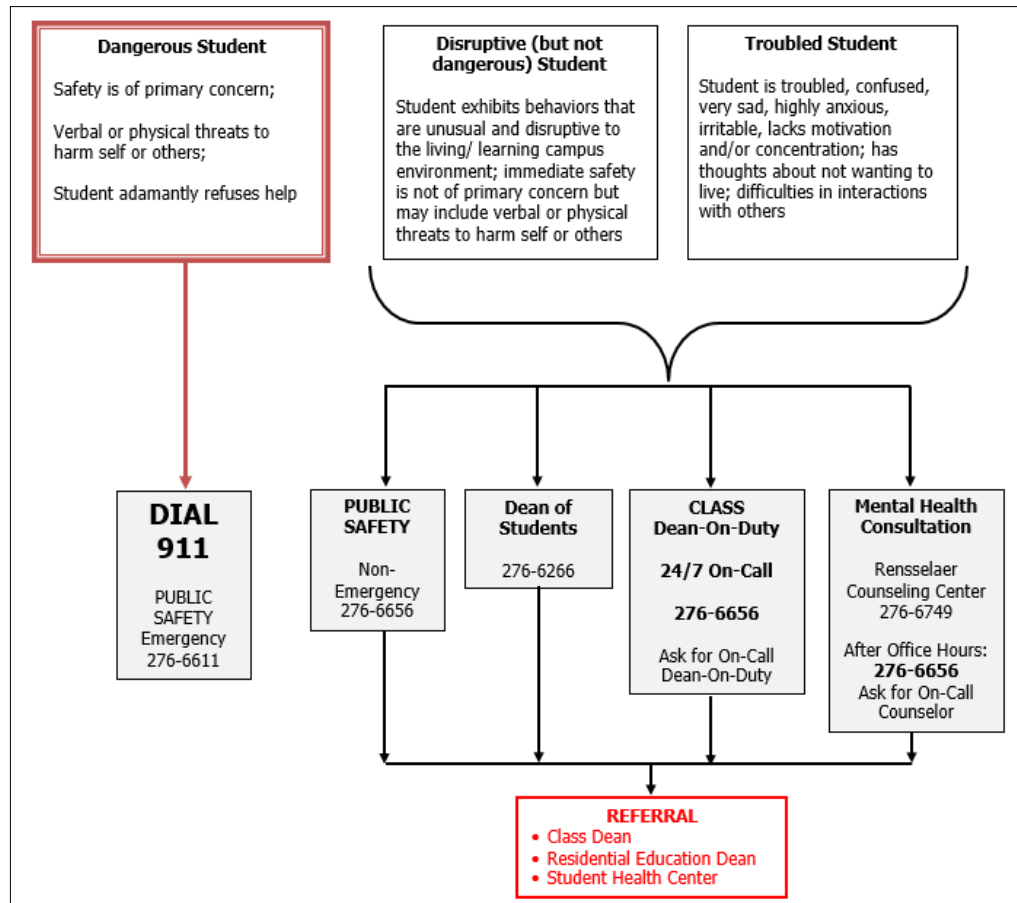 Dangerous Student
Safety is of primary concern;
Verbal or physical threats to
harm self or others;
Student adamantly refuses help
Disruptive (but not
dangerous) Student
Student exhibits behaviors that
are unusual and disruptive to
the living/ learning campus
environment; immediate safety
is not of primary concern but
may include verbal or physical
threats to harm self or others
Troubled Student
Student is troubled, confused,
very sad, highly anxious,
irritable, lacks motivation
and/or concentration; has
thoughts about not wanting to
live; difficulties in interactions
with others
DIAL
911
PUBLIC
SAFETY
Emergency
276-6611
PUBLIC
SAFETY
Non-
Emergency
276-6656
Dean of
Students
276-6266
CLASS
Dean-On-Duty
24/7 On-Call
276-6656
Ask for On-Call
Dean-On-Duty
Mental Health
Consultation
Rensselaer
Counseling Center
276-6749
After Office Hours:
276-6656
Ask for On-Call
Counselor
REFERRAL
• Class Dean
• Residential Education Dean
• Student Health Center